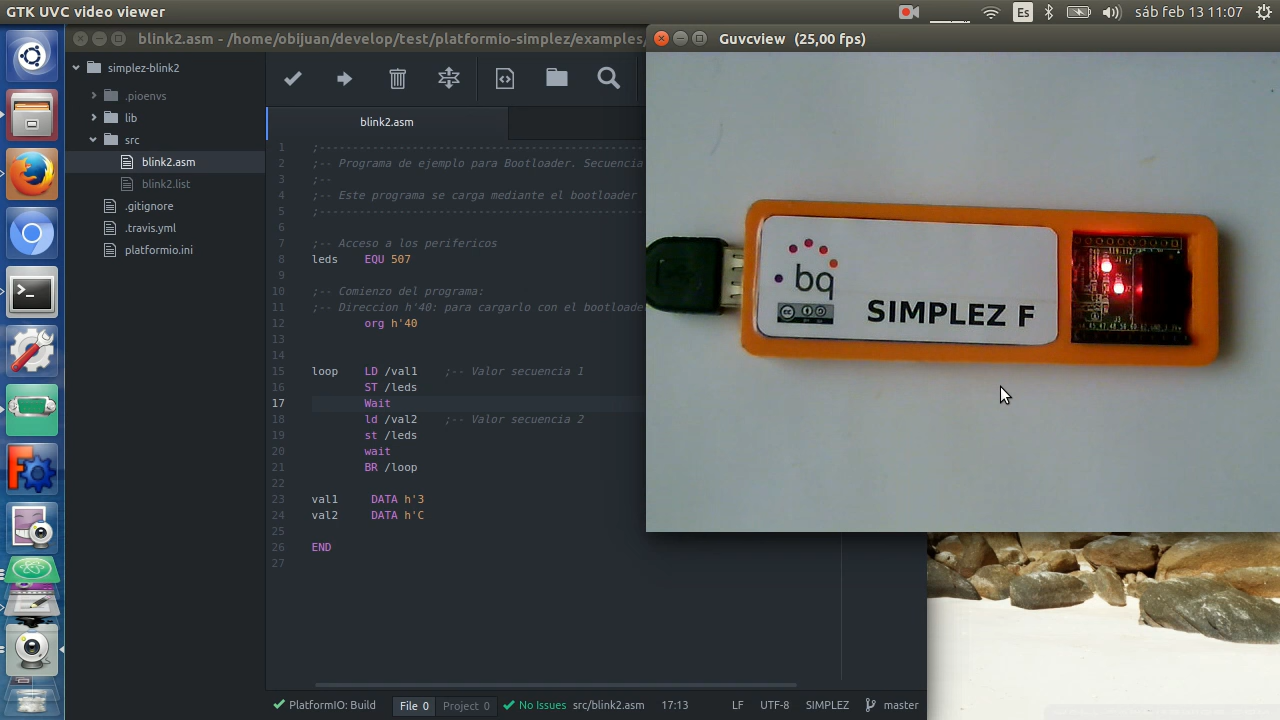 GTK UVC video viewer
Es
sáb feb 13 11:07
blink2.asm - /home/obijuan/develop/test/platformio-simplez/examples/
Guvcview (25,00 fps)
simplez-blink2
.pioenvs
lib
src
blink2.asm
blink2.list
.gitignore
.travis.yml
platformio.ini
blink2.asm
1 ;--------------------------------------------------
2 ;-- Programa de ejemplo para Bootloader. Secuencia
3 ;--
4 ;-- Este programa se carga mediante el bootloader
5 ;--------------------------------------------------
6
7 ;-- Acceso a los perifericos
8 leds EQU 507
9
10 ;-- Comienzo del programa:
11 ;-- Direccion h'40: para cargarlo con el bootloader
12 org h'40
13
14
15 loop LD /val1 ;-- Valor secuencia 1
16 ST /leds
17 Wait
18 ld /val2 ;-- Valor secuencia 2
19 st /leds
20 wait
21 BR /loop
22
23 val1 DATA h'3
24 val2 DATA h'C
25
26 END
27
bq
SIMPLEZ F
PlatformIO: Build
File 0
Project 0
No Issues
src/blink2.asm
17:13
LF
UTF-8
SIMPLEZ
master